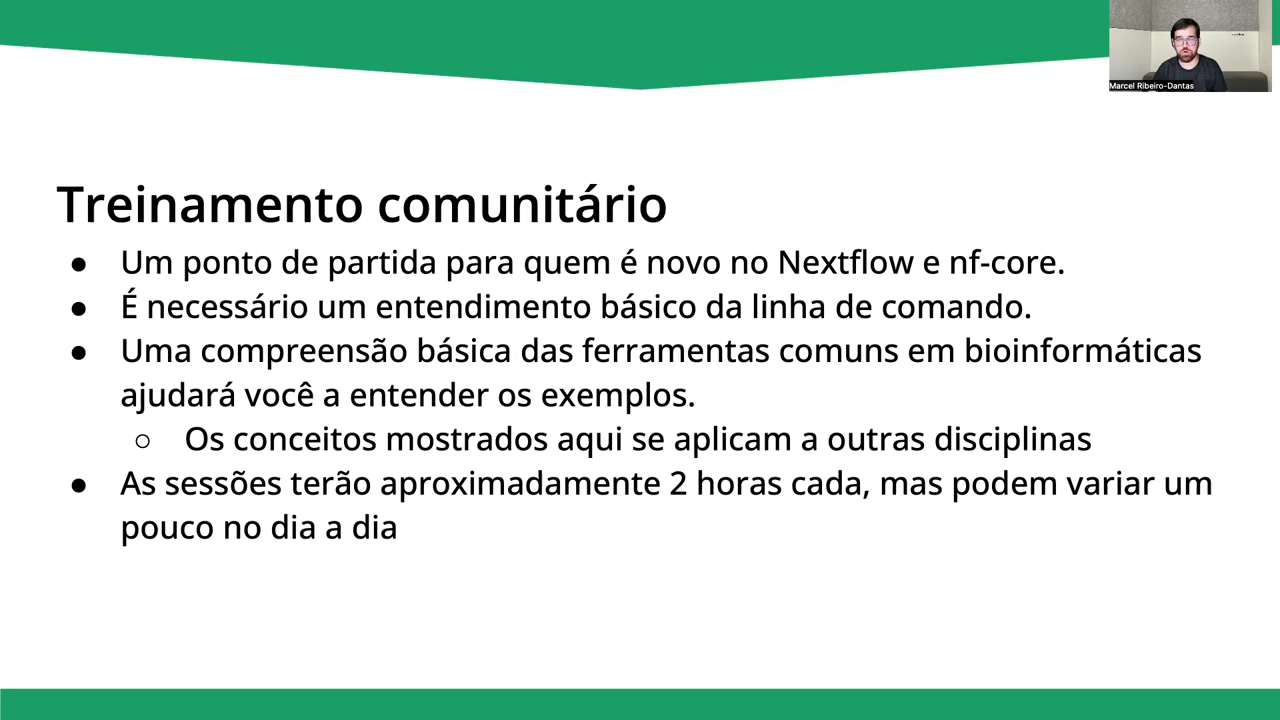 Marcel Ribeiro-Dantas
Treinamento comunitário
● Um ponto de partida para quem é novo no Nextflow e nf-core.
● É necessário um entendimento básico da linha de comando.
● Uma compreensão básica das ferramentas comuns em bioinformáticas
ajudará você a entender os exemplos.
○ Os conceitos mostrados aqui se aplicam a outras disciplinas
● As sessões terão aproximadamente 2 horas cada, mas podem variar um
pouco no dia a dia